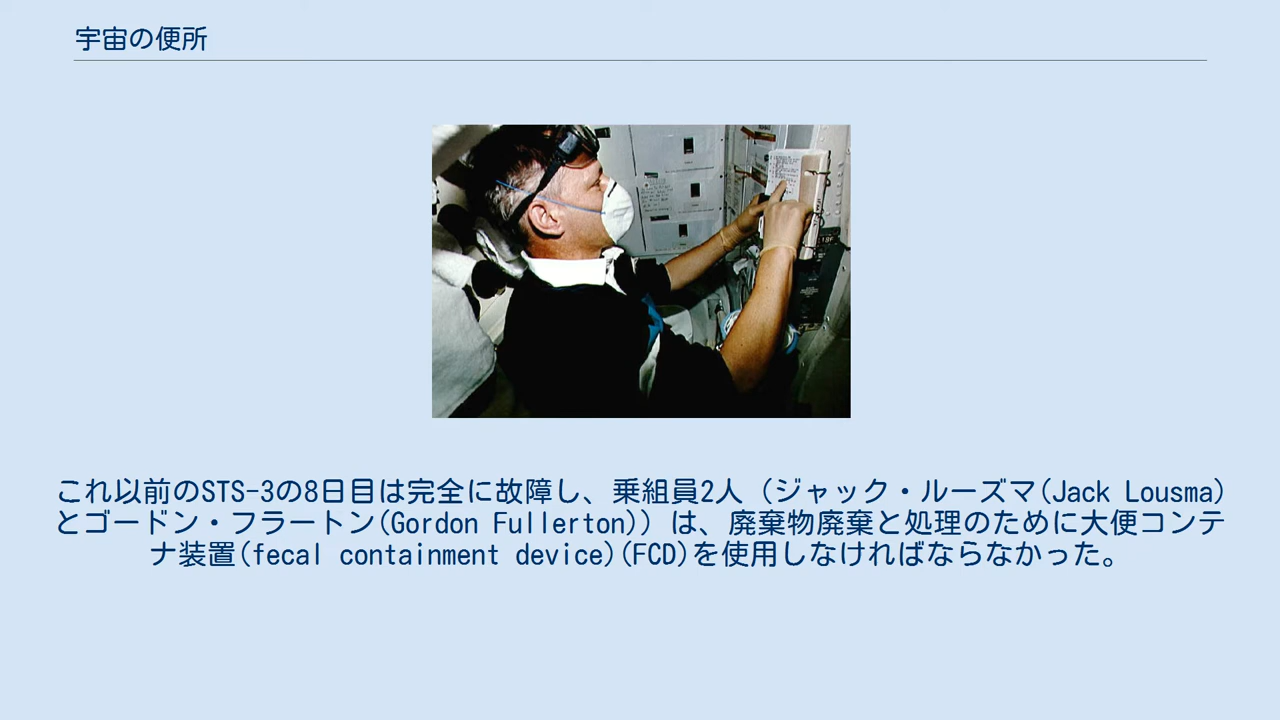 宇宙の便所
これ以前のSTS-3の8日目は完全に故障し、乗組員2人（ジャック・ルーズマ(Jack Lousma)
とゴードン・フラートン(Gordon Fullerton)）は、廃棄物廃棄と処理のために大便コンテ
ナ装置(fecal containment device)(FCD)を使用しなければならなかった。